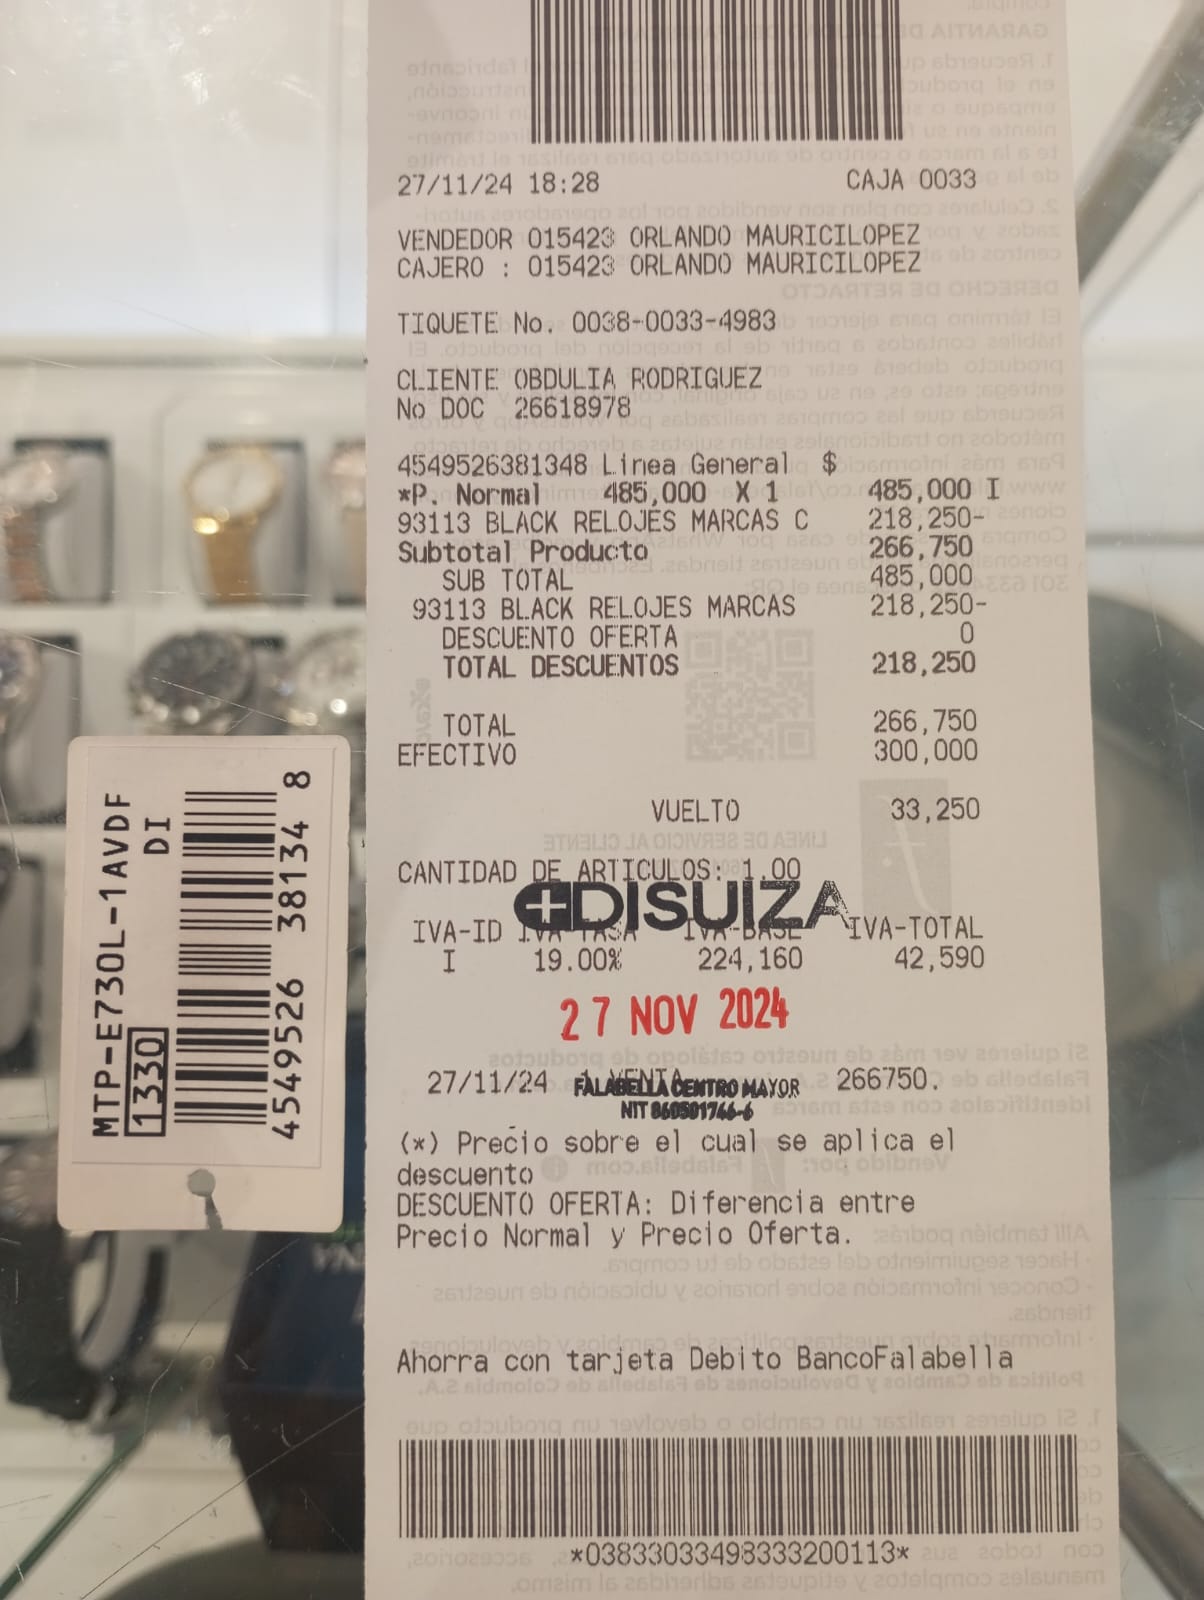 27/11/24 18:28 CAJA 0033
VENDEDOR 015423 ORLANDO MAURICILOPEZ
CAJERO : 015423 ORLANDO MAURICILOPEZ
TIQUETE No. 0038-0033-4983
CLIENTE OBDULIA RODRIGUEZ
No DOC 26618978
4549526381348 Linea General $
*P. Normal 485,000 X 1 485,000 I
93113 BLACK RELOJES MARCAS C 218,250-
Subtotal Producto 266,750
SUB TOTAL 485,000
93113 BLACK RELOJES MARCAS 218,250-
DESCUENTO OFERTA 0
TOTAL DESCUENTOS 218,250
TOTAL 266,750
EFECTIVO 300,000
VUELTO 33,250
CANTIDAD DE ARTICULOS: 1.00
DISUIZA
IVA-ID IVA-TASA IVA-BASE IVA-TOTAL
I 19.00% 224,160 42,590
27 NOV 2024
27/11/24 1 VENTA 266750.
FALABELLA CENTRO MAYOR
NIT 860501746-6
(*) Precio sobre el cual se aplica el
descuento
DESCUENTO OFERTA: Diferencia entre
Precio Normal y Precio Oferta.
Ahorra con tarjeta Debito BancoFalabella
*03833033498333200113*
MTP-E730L-1AVDF
DI
1330
4549526 38134 8